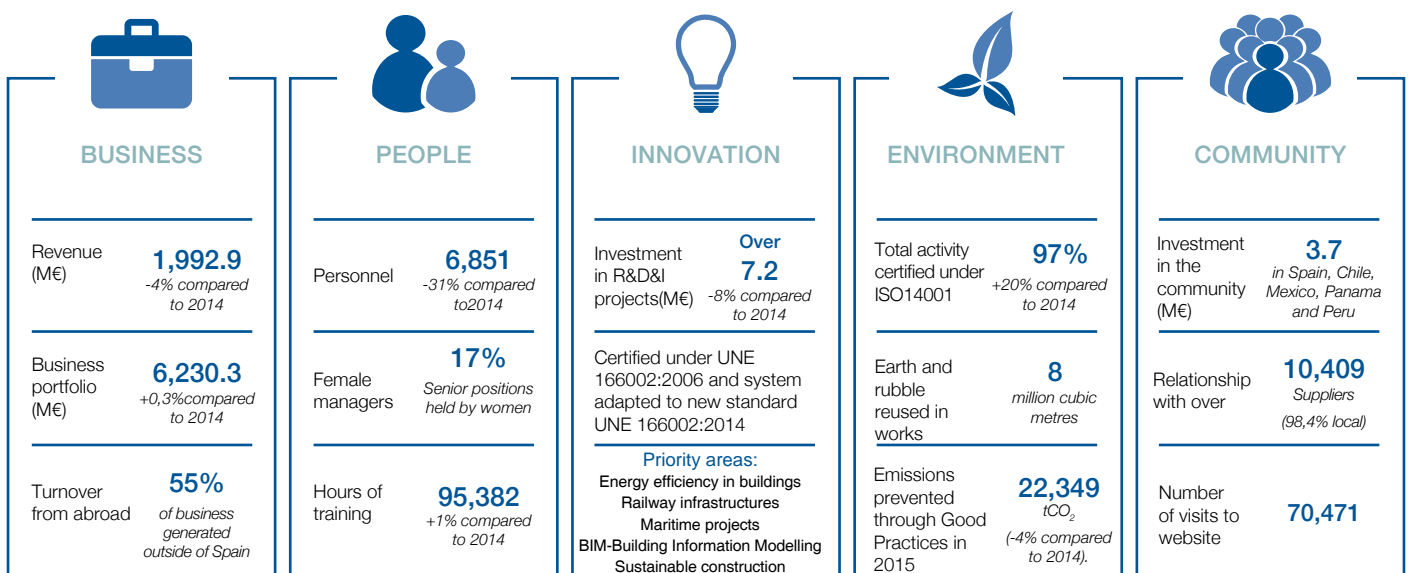 BUSINESS
Revenue
(M€)
1,992.9
-4% compared
to 2014
Business
portfolio
(M€)
6,230.3
+0,3%compared
to 2014
Turnover
from abroad
55%
of business
generated
outside of Spain
PEOPLE
Personnel
6,851
-31% compared
to2014
Female
managers
17%
Senior positions
held by women
Hours of
training
95,382
+1% compared
to 2014
INNOVATION
Investment
in R&D&I
projects(M€)
Over
7.2
-8% compared
to 2014
Certified under UNE
166002:2006 and system
adapted to new standard
UNE 166002:2014
Priority areas:
Energy efficiency in buildings
Railway infrastructures
Maritime projects
BIM-Building Information Modelling
Sustainable construction
ENVIRONMENT
Total activity
certified under
ISO14001
97%
+20% compared
to 2014
Earth and
rubble
reused in
works
8
million cubic
metres
Emissions
prevented
through Good
Practices in
2015
22,349
tCO₂
(-4% compared
to 2014).
COMMUNITY
Investment
in the
community
(M€)
3.7
in Spain, Chile,
Mexico, Panama
and Peru
Relationship
with over
10,409
Suppliers
(98,4% local)
Number
of visits to
website
70,471